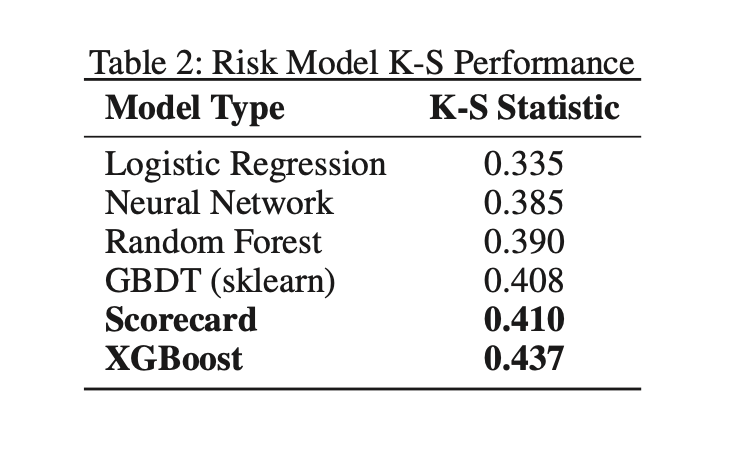 Table 2: Risk Model K-S Performance
Model Type K-S Statistic
Logistic Regression 0.335
Neural Network 0.385
Random Forest 0.390
GBDT (sklearn) 0.408
Scorecard 0.410
XGBoost 0.437